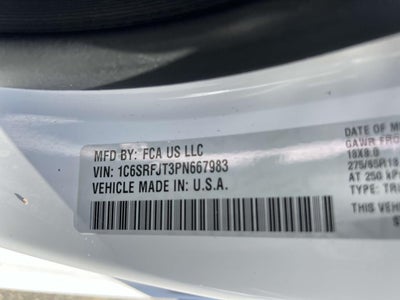 MFD BY: FCA US LLC
VIN: 1C6SRFJT3PN667983
VEHICLE MADE IN: U.S.A.
DATE OF M
GAWR FRO
18X8.0
275/65R18
AT 250 kP
TYPE: TR
THIS VEHI